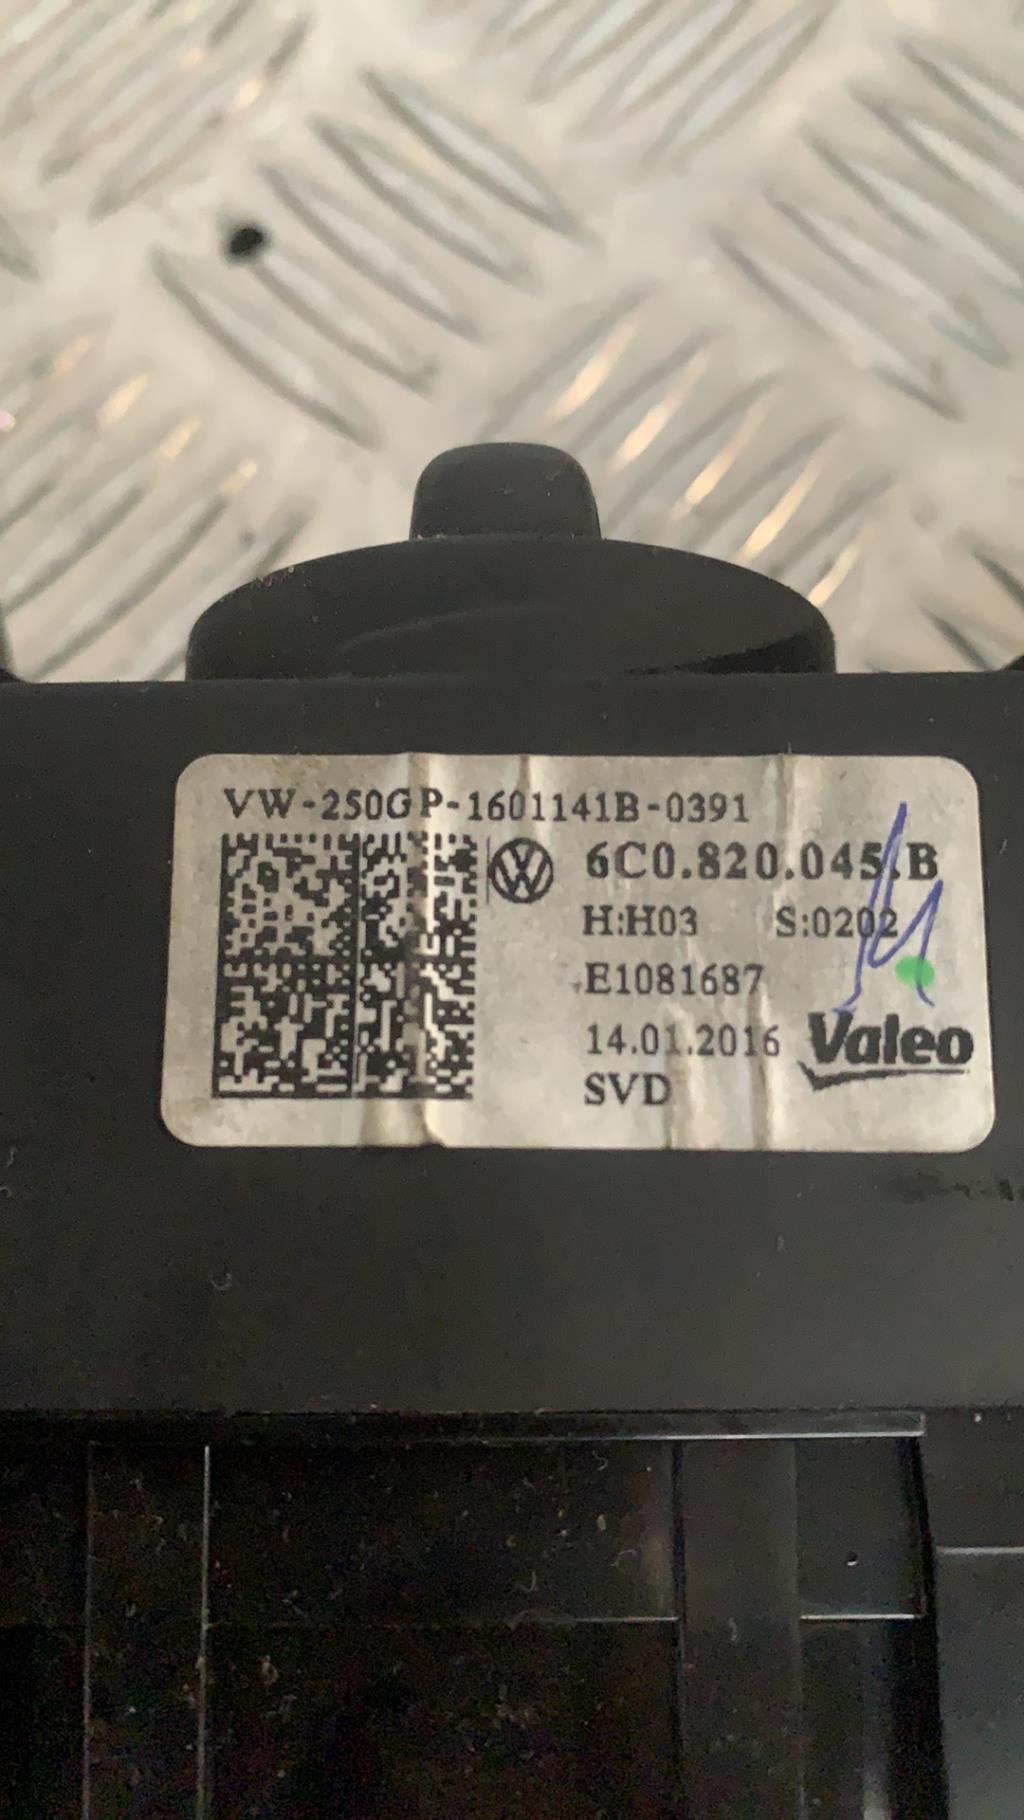 VW-250GP-1601141B-0391
6C0.820.045.B
H:H03 S:0202
E1081687
14.01.2016
Valeo
SVD